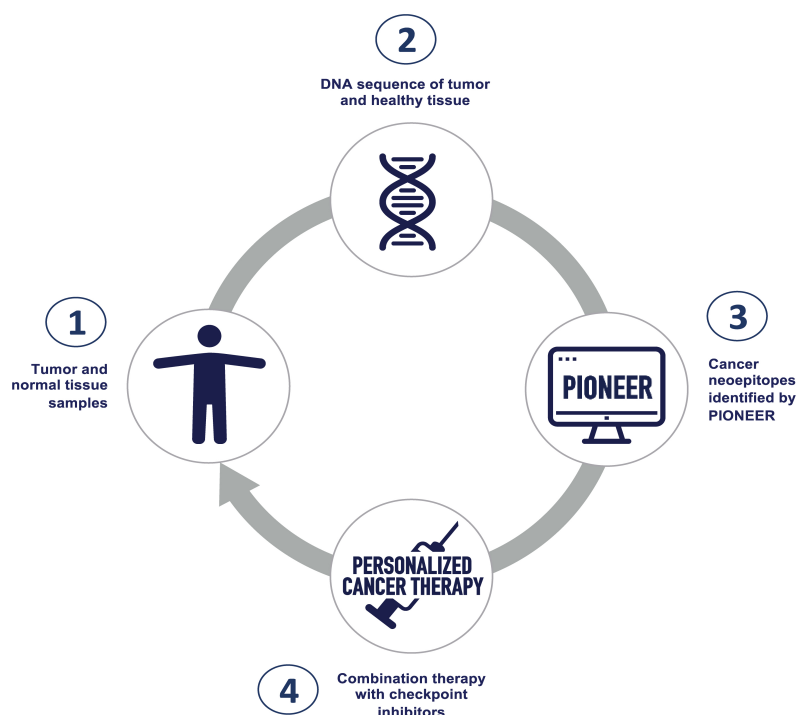 2
DNA sequence of tumor
and healthy tissue
1
Tumor and
normal tissue
samples
3
Cancer
neoepitopes
identified by
PIONEER
PIONEER
PERSONALIZED
CANCER THERAPY
4
Combination therapy
with checkpoint
inhibitors